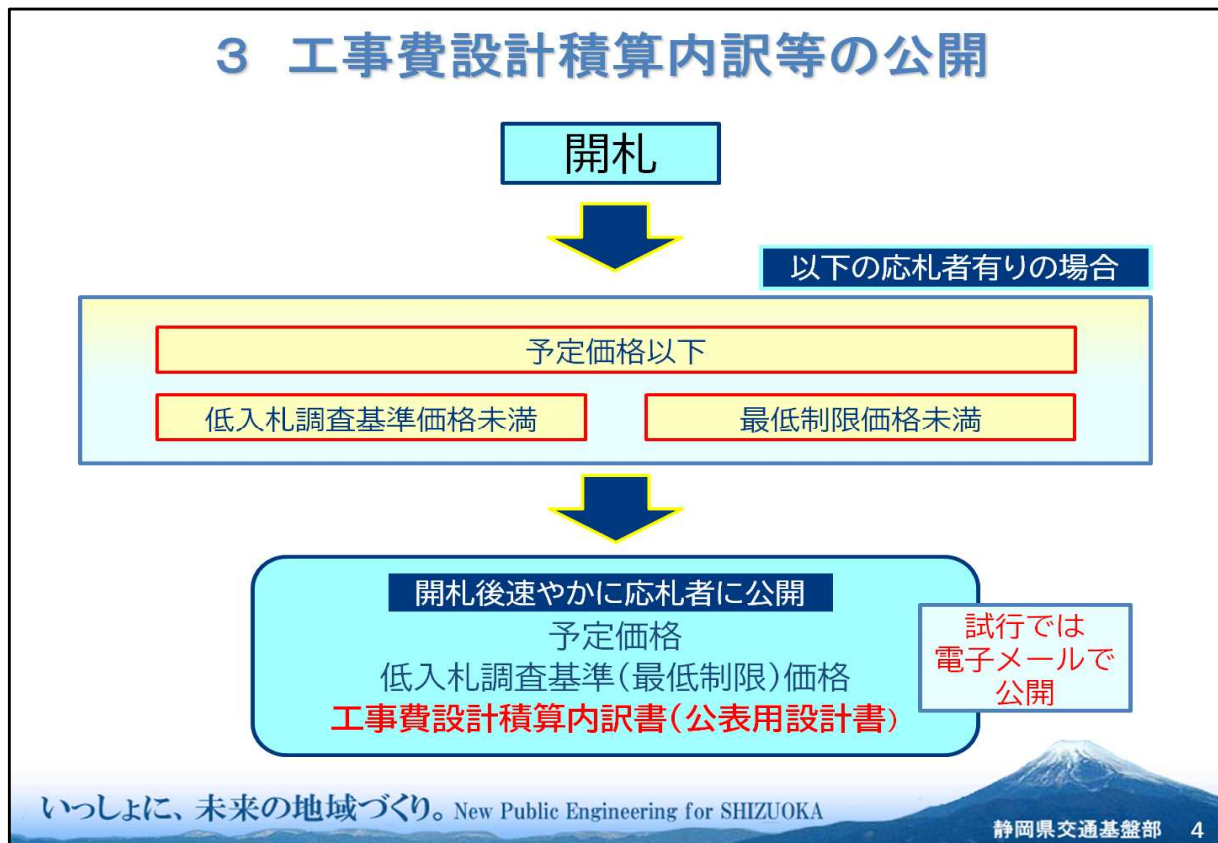 3 工事費設計積算内訳等の公開
開札
以下の応札者有りの場合
予定価格以下
低入札調査基準価格未満
最低制限価格未満
開札後速やかに応札者に公開
予定価格
低入札調査基準(最低制限)価格
工事費設計積算内訳書(公表用設計書)
試行では
電子メールで
公開
いっしょに、未来の地域づくり。New Public Engineering for SHIZUOKA
静岡県交通基盤部 4